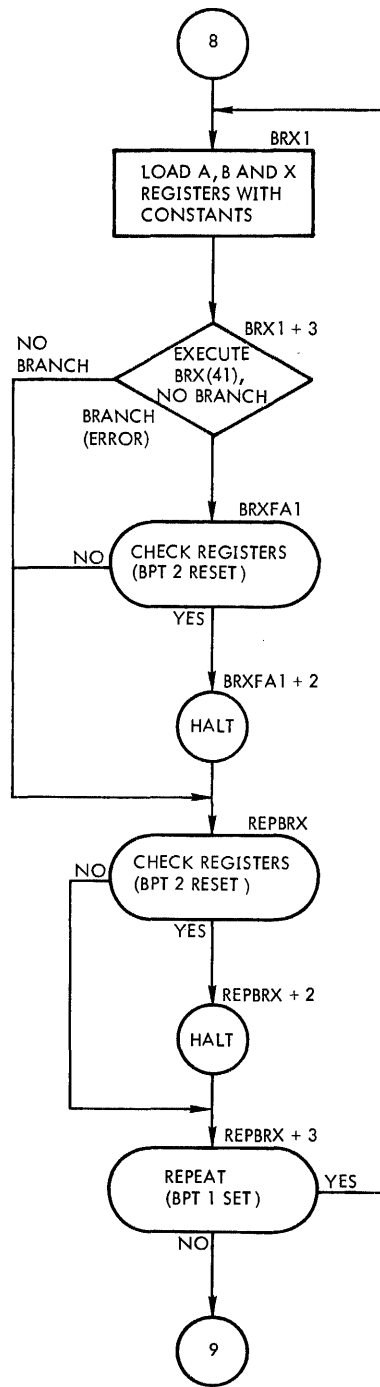 8
BRX1
LOAD A, B AND X
REGISTERS WITH
CONSTANTS
BRX1 + 3
NO
BRANCH
EXECUTE
BRX(41),
NO BRANCH
BRANCH
(ERROR)
BRXFA1
CHECK REGISTERS
(BPT 2 RESET)
NO
YES
BRXFA1 + 2
HALT
REPBRX
CHECK REGISTERS
(BPT 2 RESET)
NO
YES
REPBRX + 2
HALT
REPBRX + 3
REPEAT
(BPT 1 SET)
YES
NO
9